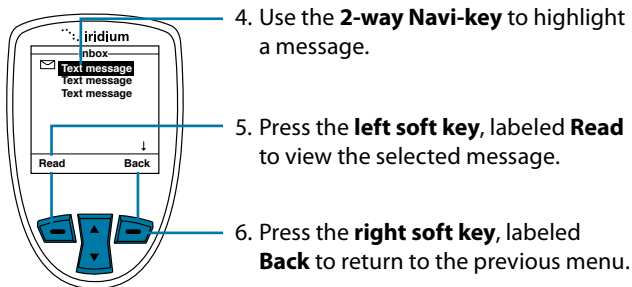 iridium
Inbox
Text message
Text message
Text message
Read Back
4. Use the 2-way Navi-key to highlight
a message.
5. Press the left soft key, labeled Read
to view the selected message.
6. Press the right soft key, labeled
Back to return to the previous menu.